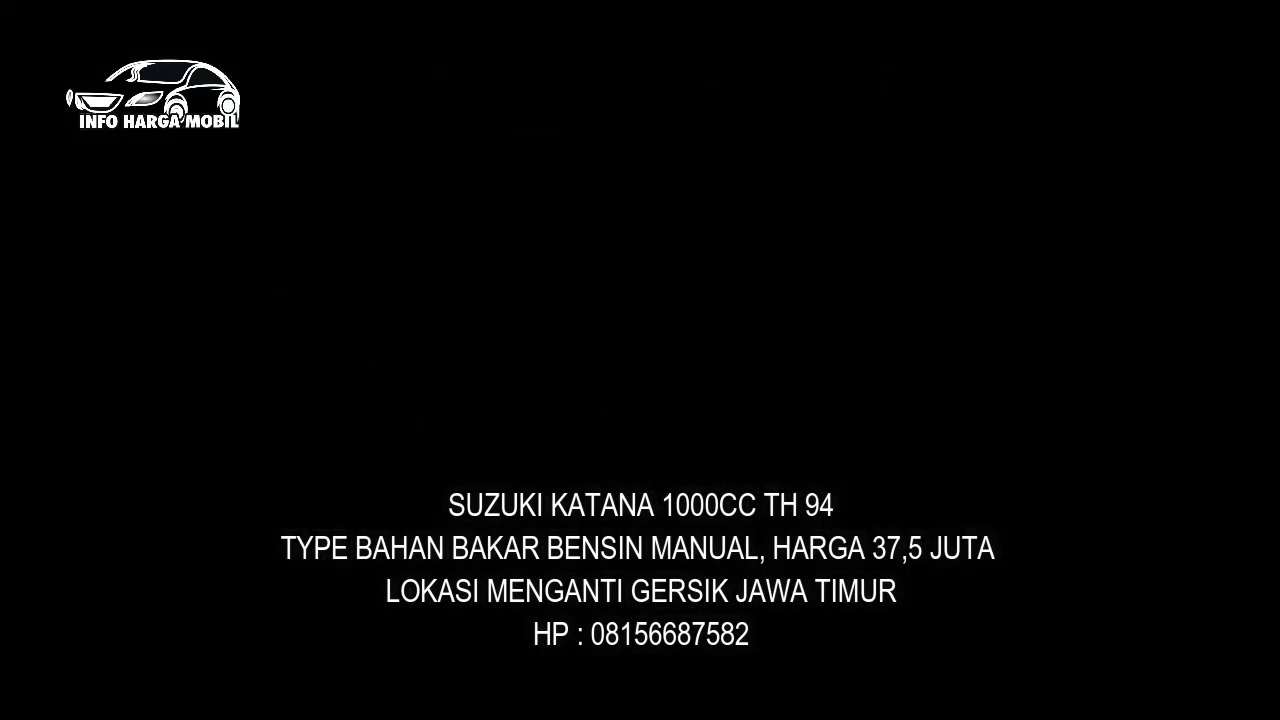 INFO HARGA MOBIL
SUZUKI KATANA 1000CC TH 94
TYPE BAHAN BAKAR BENSIN MANUAL, HARGA 37,5 JUTA
LOKASI MENGANTI GERSIK JAWA TIMUR
HP : 08156687582